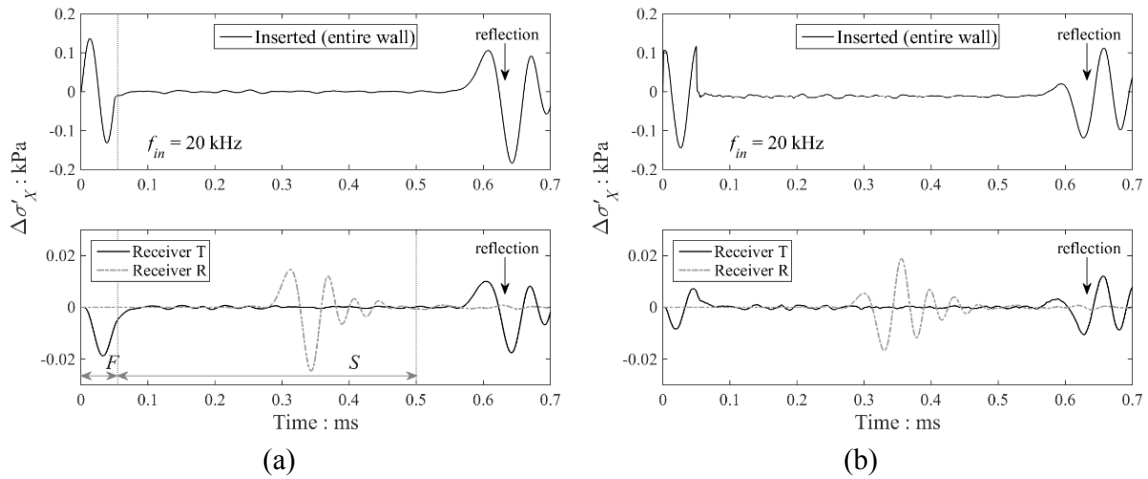 0.2
0.1
0
-0.1
-0.2
Inserted (entire wall)
reflection
f_in = 20 kHz
0 0.1 0.2 0.3 0.4 0.5 0.6 0.7
Δσ′_X : kPa
0.02
0
-0.02
Receiver T
Receiver R
reflection
F
S
0 0.1 0.2 0.3 0.4 0.5 0.6 0.7
Time : ms
(a)
0.2
0.1
0
-0.1
-0.2
Inserted (entire wall)
reflection
f_in = 20 kHz
0 0.1 0.2 0.3 0.4 0.5 0.6 0.7
Δσ′_X : kPa
0.02
0
-0.02
Receiver T
Receiver R
reflection
0 0.1 0.2 0.3 0.4 0.5 0.6 0.7
Time : ms
(b)